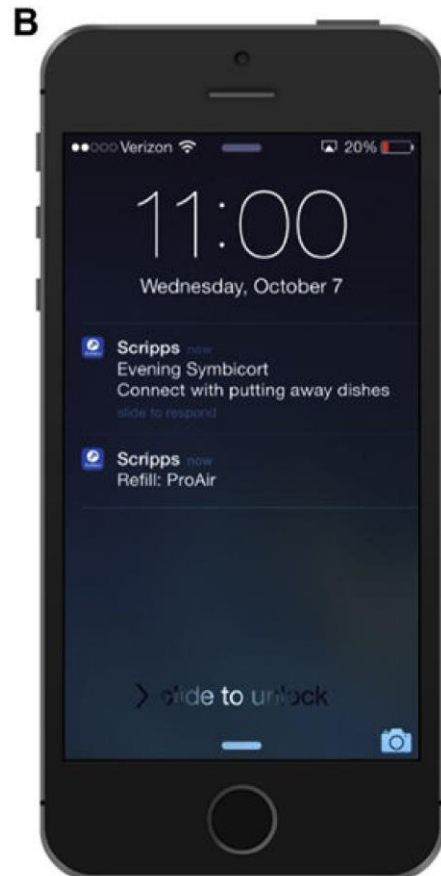 B
Verizon 20%
11:00
Wednesday, October 7
Scripps now
Evening Symbicort
Connect with putting away dishes
slide to respond
Scripps now
Refill: ProAir
slide to unlock